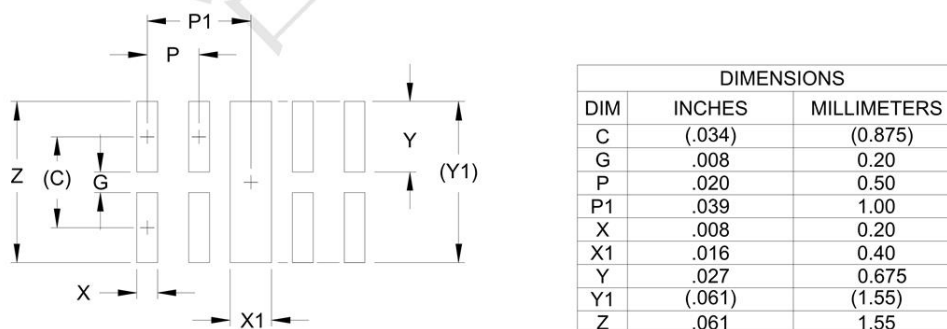 P1
P
Z
(C)
G
Y
(Y1)
X
X1
DIMENSIONS
DIM INCHES MILLIMETERS
C (.034) (0.875)
G .008 0.20
P .020 0.50
P1 .039 1.00
X .008 0.20
X1 .016 0.40
Y .027 0.675
Y1 (.061) (1.55)
Z .061 1.55